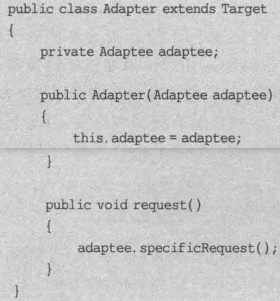 public class Adapter extends Target
{
    private Adaptee adaptee;

    public Adapter(Adaptee adaptee)
    {
        this.adaptee = adaptee;
    }

    public void request()
    {
        adaptee.specificRequest();
    }
}